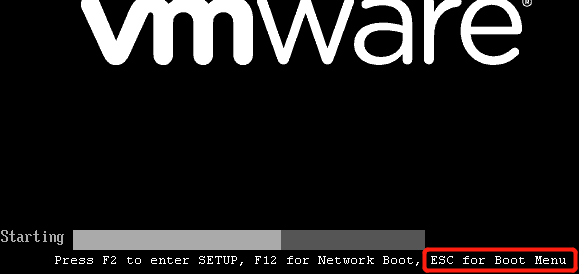 vmware®
Starting
Press F2 to enter SETUP, F12 for Network Boot, ESC for Boot Menu